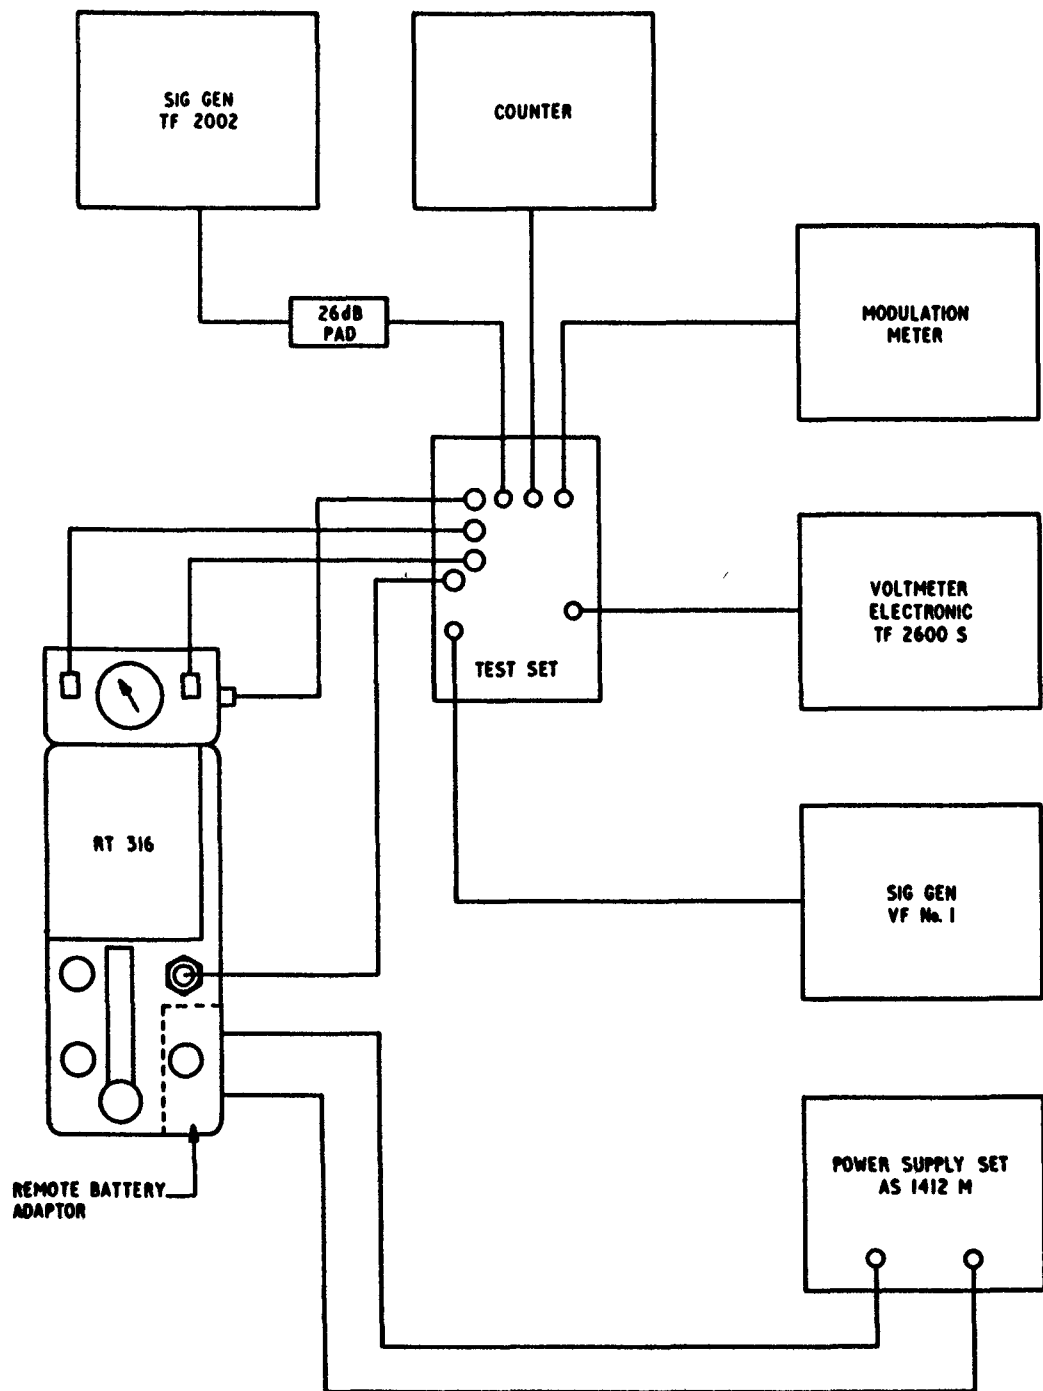 SIG GEN
TF 2002
COUNTER
26dB
PAD
MODULATION
METER
VOLTMETER
ELECTRONIC
TF 2600 S
TEST SET
RT 316
SIG GEN
VF No. 1
POWER SUPPLY SET
AS 1412 M
REMOTE BATTERY
ADAPTOR